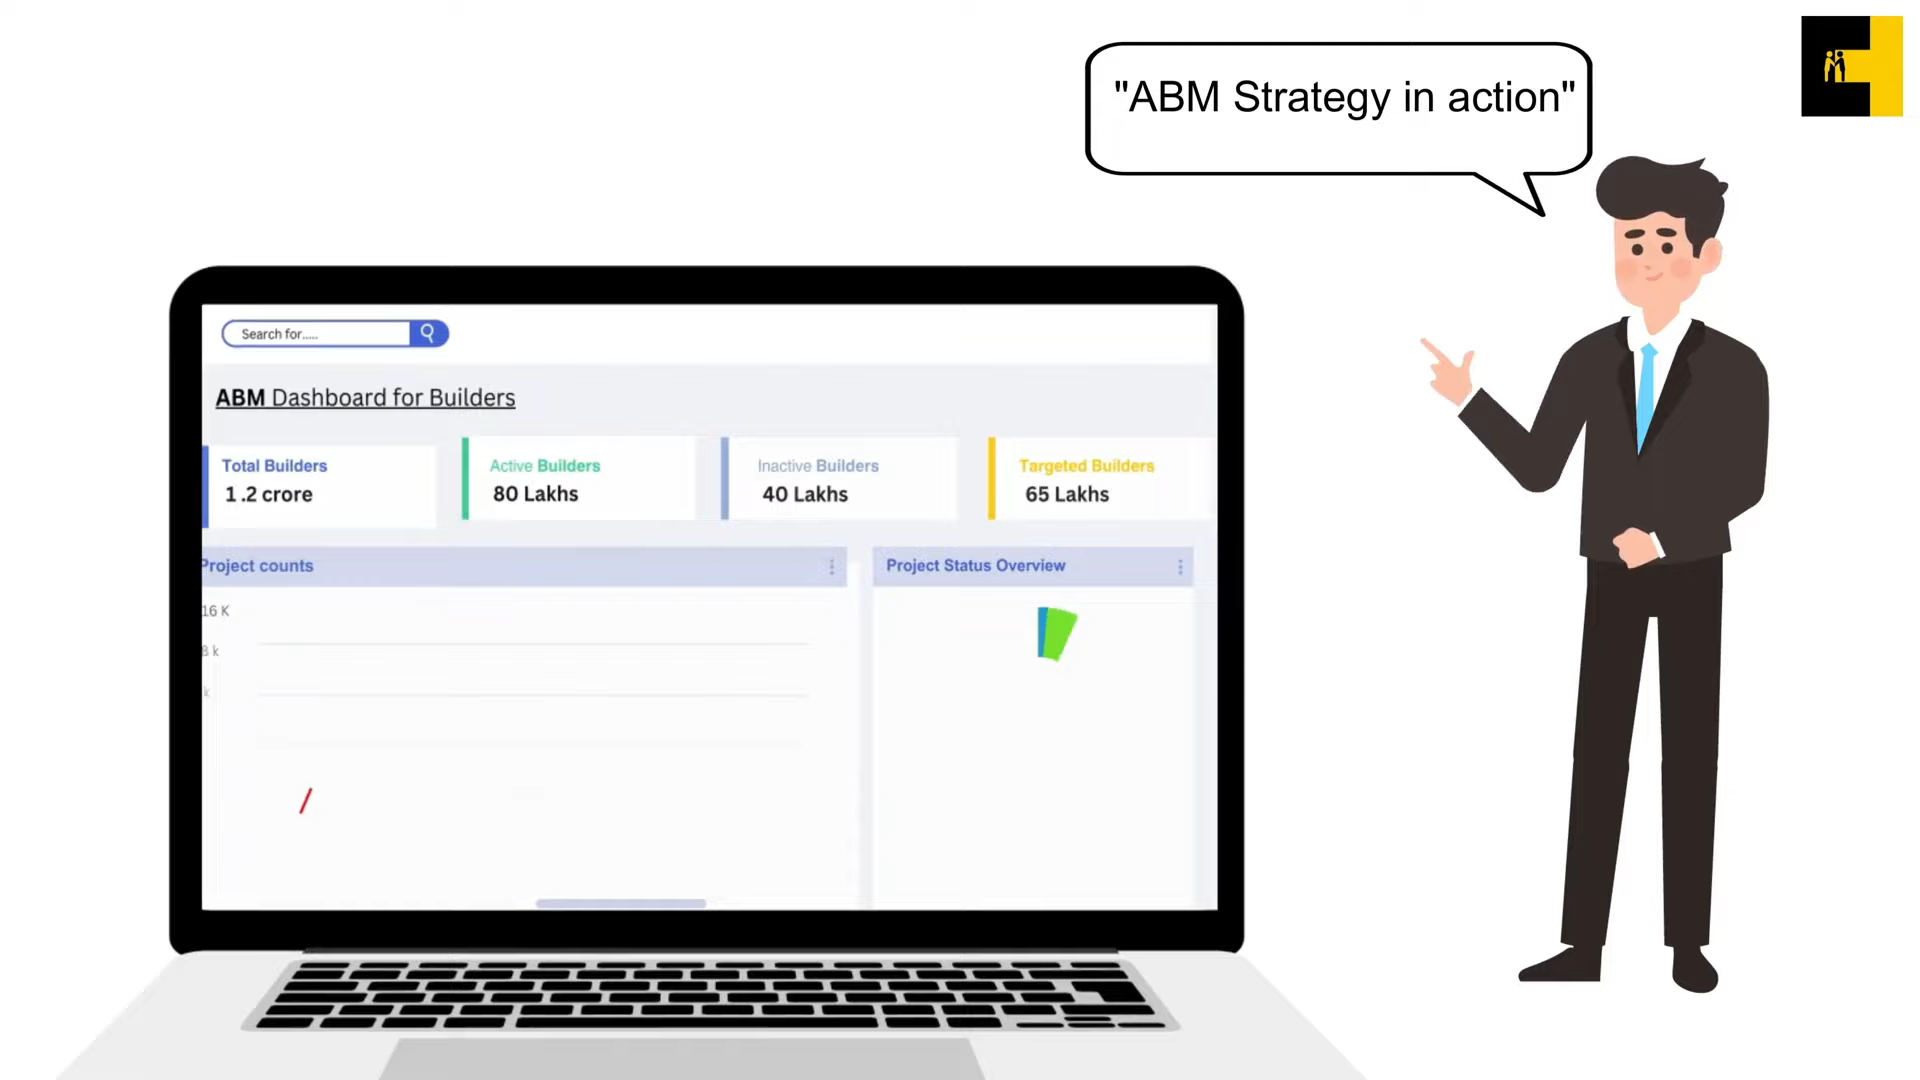 "ABM Strategy in action"
Search for.....
ABM Dashboard for Builders
Total Builders
1.2 crore
Active Builders
80 Lakhs
Inactive Builders
40 Lakhs
Targeted Builders
65 Lakhs
Project counts
Project Status Overview
16 K
8 k
k